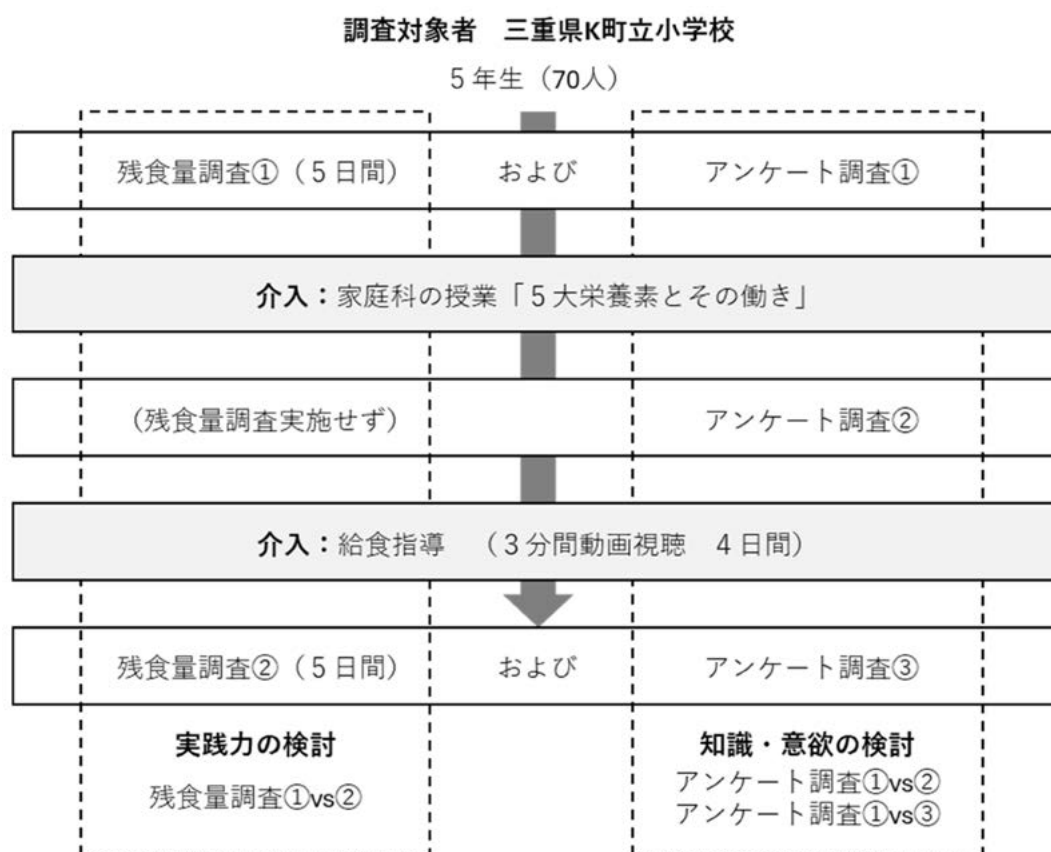 調査対象者　三重県K町立小学校
5年生（70人）
残食量調査①（5日間）　および　アンケート調査①
介入：家庭科の授業「5大栄養素とその働き」
（残食量調査実施せず）　アンケート調査②
介入：給食指導　（3分間動画視聴　4日間）
残食量調査②（5日間）　および　アンケート調査③
実践力の検討
残食量調査①vs②
知識・意欲の検討
アンケート調査①vs②
アンケート調査①vs③